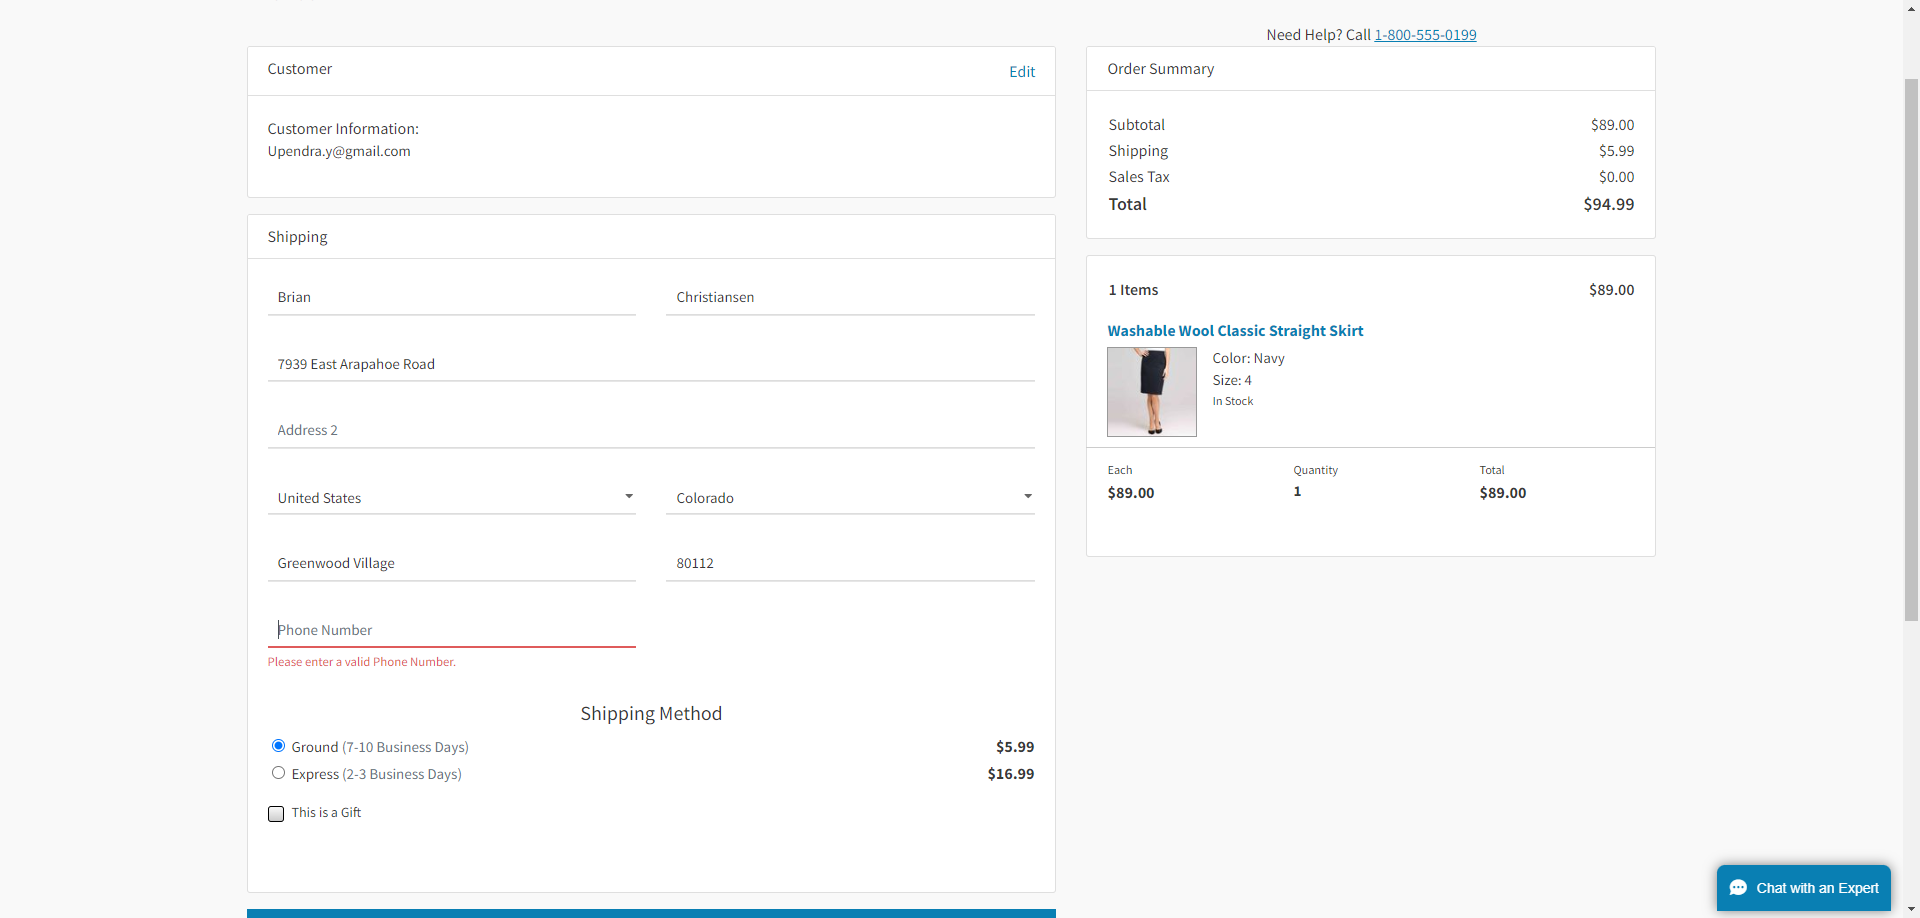 Need Help? Call 1-800-555-0199
Customer
Edit
Customer Information:
Upendra.y@gmail.com
Shipping
Brian
Christiansen
7939 East Arapahoe Road
Address 2
United States
Colorado
Greenwood Village
80112
Phone Number
Please enter a valid Phone Number.
Shipping Method
Ground (7-10 Business Days) $5.99
Express (2-3 Business Days) $16.99
This is a Gift
Order Summary
Subtotal $89.00
Shipping $5.99
Sales Tax $0.00
Total $94.99
1 Items $89.00
Washable Wool Classic Straight Skirt
Color: Navy
Size: 4
In Stock
Each Quantity Total
$89.00 1 $89.00
Chat with an Expert